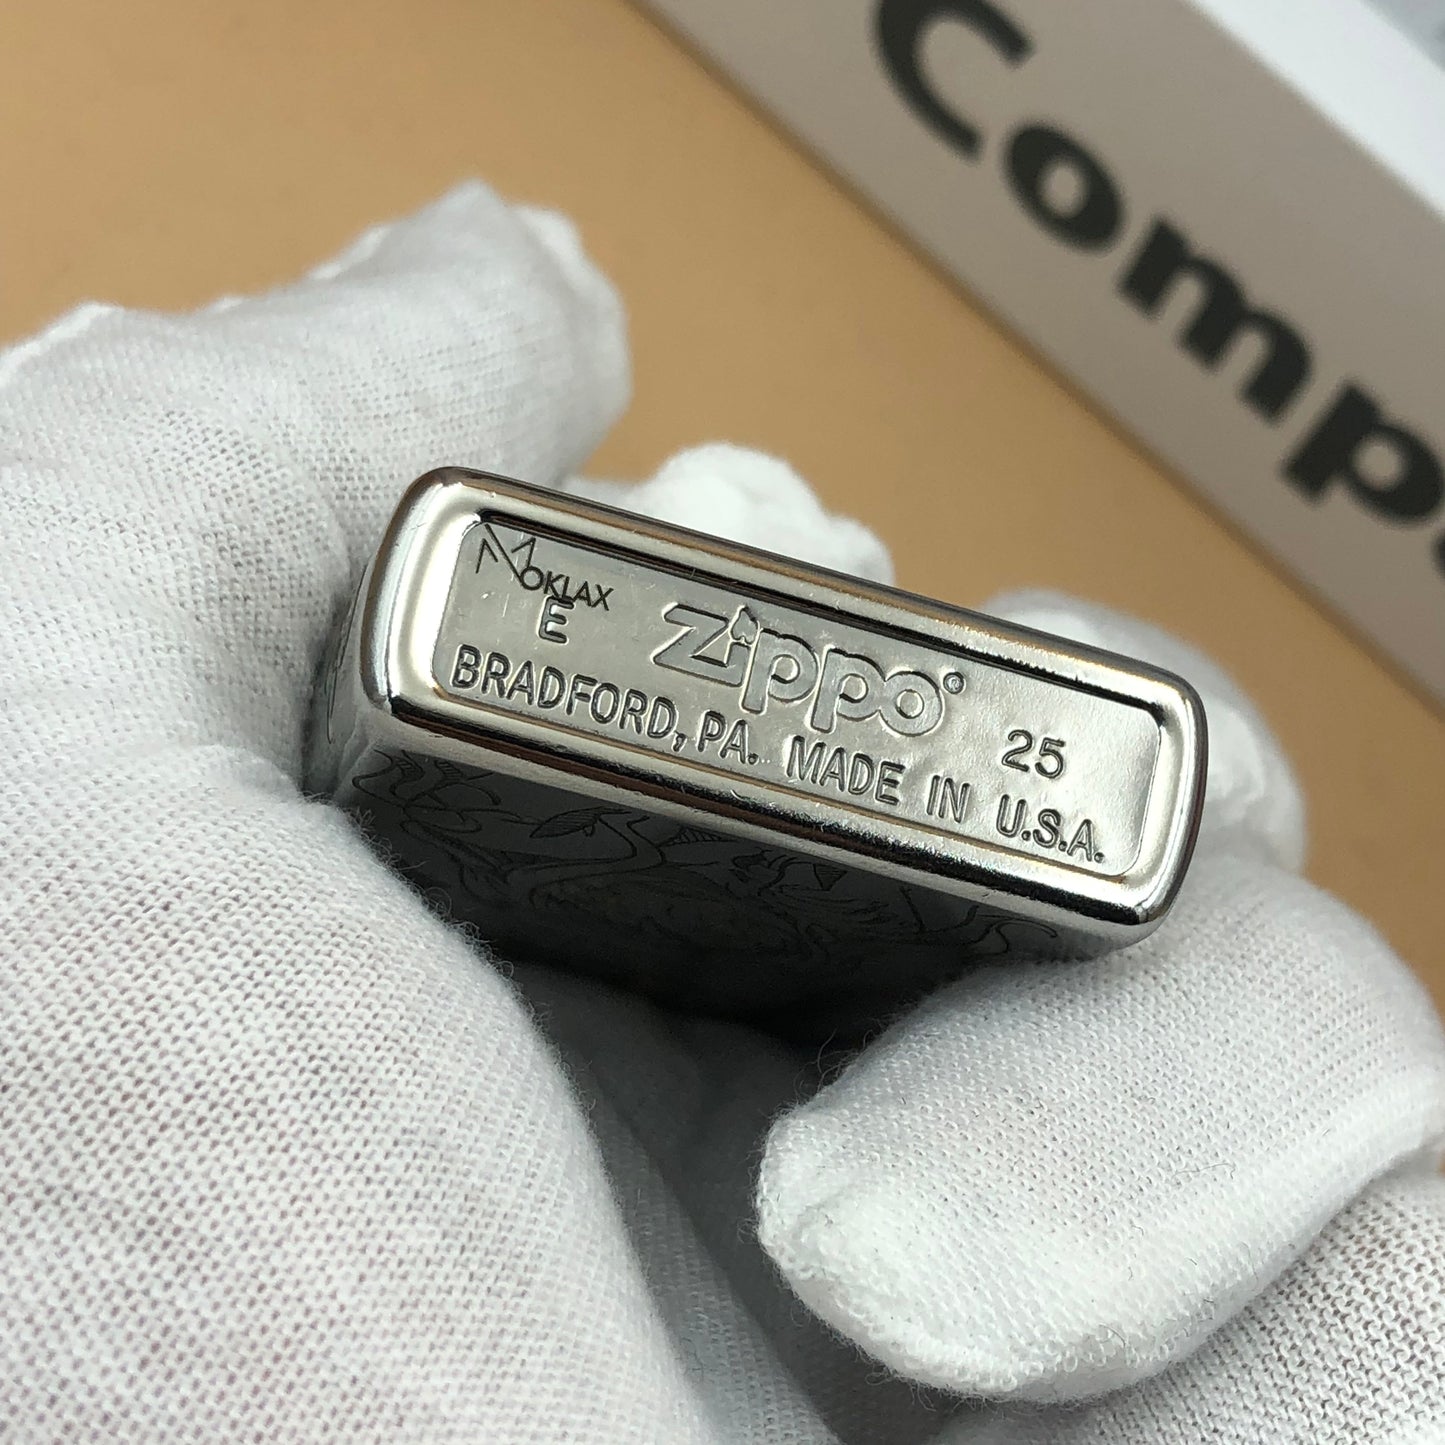 Comp
MOKLAX
E zippo® 25
BRADFORD, PA. MADE IN U.S.A.